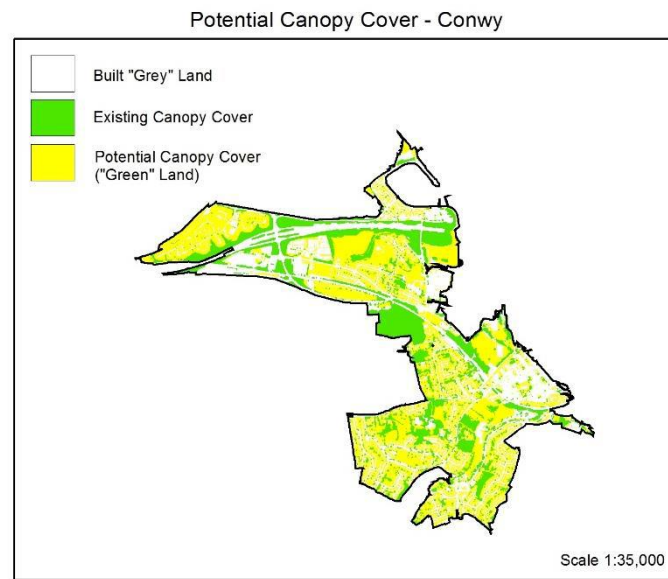 Potential Canopy Cover - Conwy
Built "Grey" Land
Existing Canopy Cover
Potential Canopy Cover
("Green" Land)
Scale 1:35,000